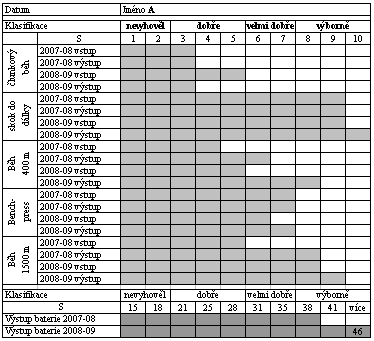 Datum Jméno A
Klasifikace nevyhověl dobře velmi dobře výborné
S 1 2 3 4 5 6 7 8 9 10
člunkový běh
2007-08 vstup
2007-08 výstup
2008-09 vstup
2008-09 výstup
skok do dálky
2007-08 vstup
2007-08 výstup
2008-09 vstup
2008-09 výstup
Běh 400 m
2007-08 vstup
2007-08 výstup
2008-09 vstup
2008-09 výstup
Bench-press
2007-08 vstup
2007-08 výstup
2008-09 vstup
2008-09 výstup
Běh 1500 m
2007-08 vstup
2007-08 výstup
2008-09 vstup
2008-09 výstup
Klasifikace nevyhověl dobře velmi dobře výborně
S 15 18 21 25 28 31 35 38 41 více
Výstup baterie 2007-08
Výstup baterie 2008-09 46